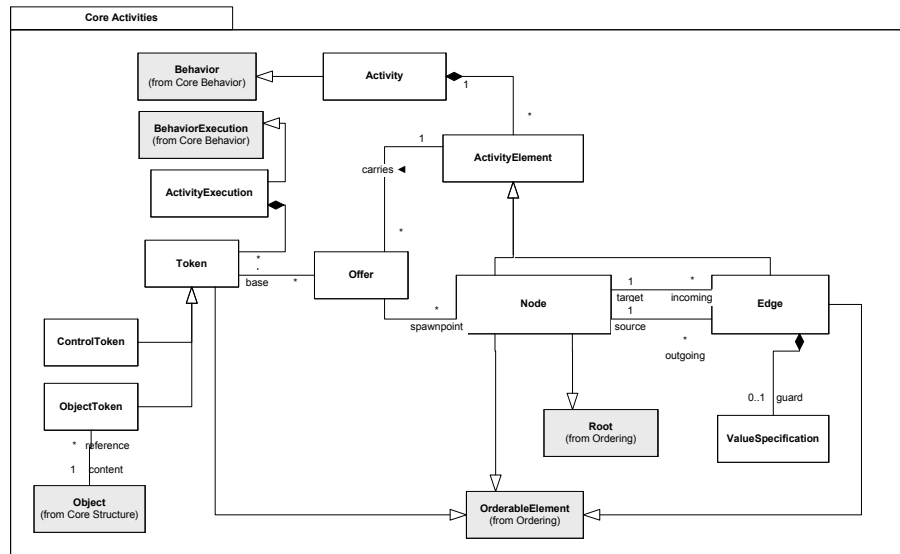 Core Activities
Behavior
(from Core Behavior)
Activity
1
*
BehaviorExecution
(from Core Behavior)
1
ActivityElement
carries ◄
ActivityExecution
*
*
Token
.
base
*
Offer
*
spawnpoint
Node
1
*
target
incoming
1
source
*
outgoing
Edge
ControlToken
ObjectToken
0..1 guard
* reference
1 content
Root
(from Ordering)
ValueSpecification
Object
(from Core Structure)
OrderableElement
(from Ordering)